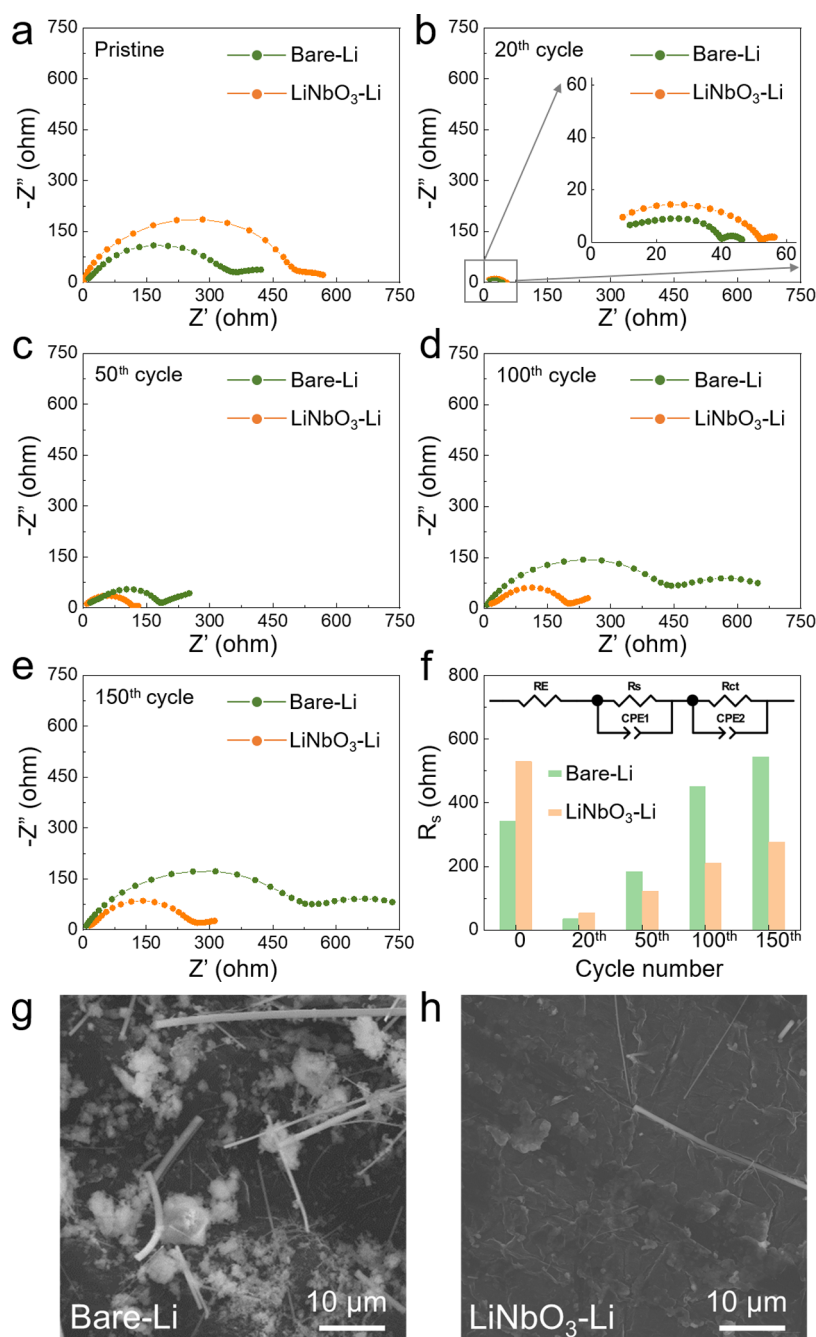 a
Pristine
Bare-Li
LiNbO₃-Li
750
600
450
300
150
0
-Z” (ohm)
0 150 300 450 600 750
Z’ (ohm)
b
20th cycle
Bare-Li
LiNbO₃-Li
750
600
450
300
150
0
-Z” (ohm)
60
40
20
0
20 40 60
0 150 300 450 600 750
Z’ (ohm)
c
50th cycle
Bare-Li
LiNbO₃-Li
750
600
450
300
150
0
-Z” (ohm)
0 150 300 450 600 750
Z’ (ohm)
d
100th cycle
Bare-Li
LiNbO₃-Li
750
600
450
300
150
0
-Z” (ohm)
0 150 300 450 600 750
Z’ (ohm)
e
150th cycle
Bare-Li
LiNbO₃-Li
750
600
450
300
150
0
-Z” (ohm)
0 150 300 450 600 750
Z’ (ohm)
f
RE Rs Rct
CPE1 CPE2
Bare-Li
LiNbO₃-Li
800
600
400
200
0
Rₛ (ohm)
0 20th 50th 100th 150th
Cycle number
g
Bare-Li
10 μm
h
LiNbO₃-Li
10 μm